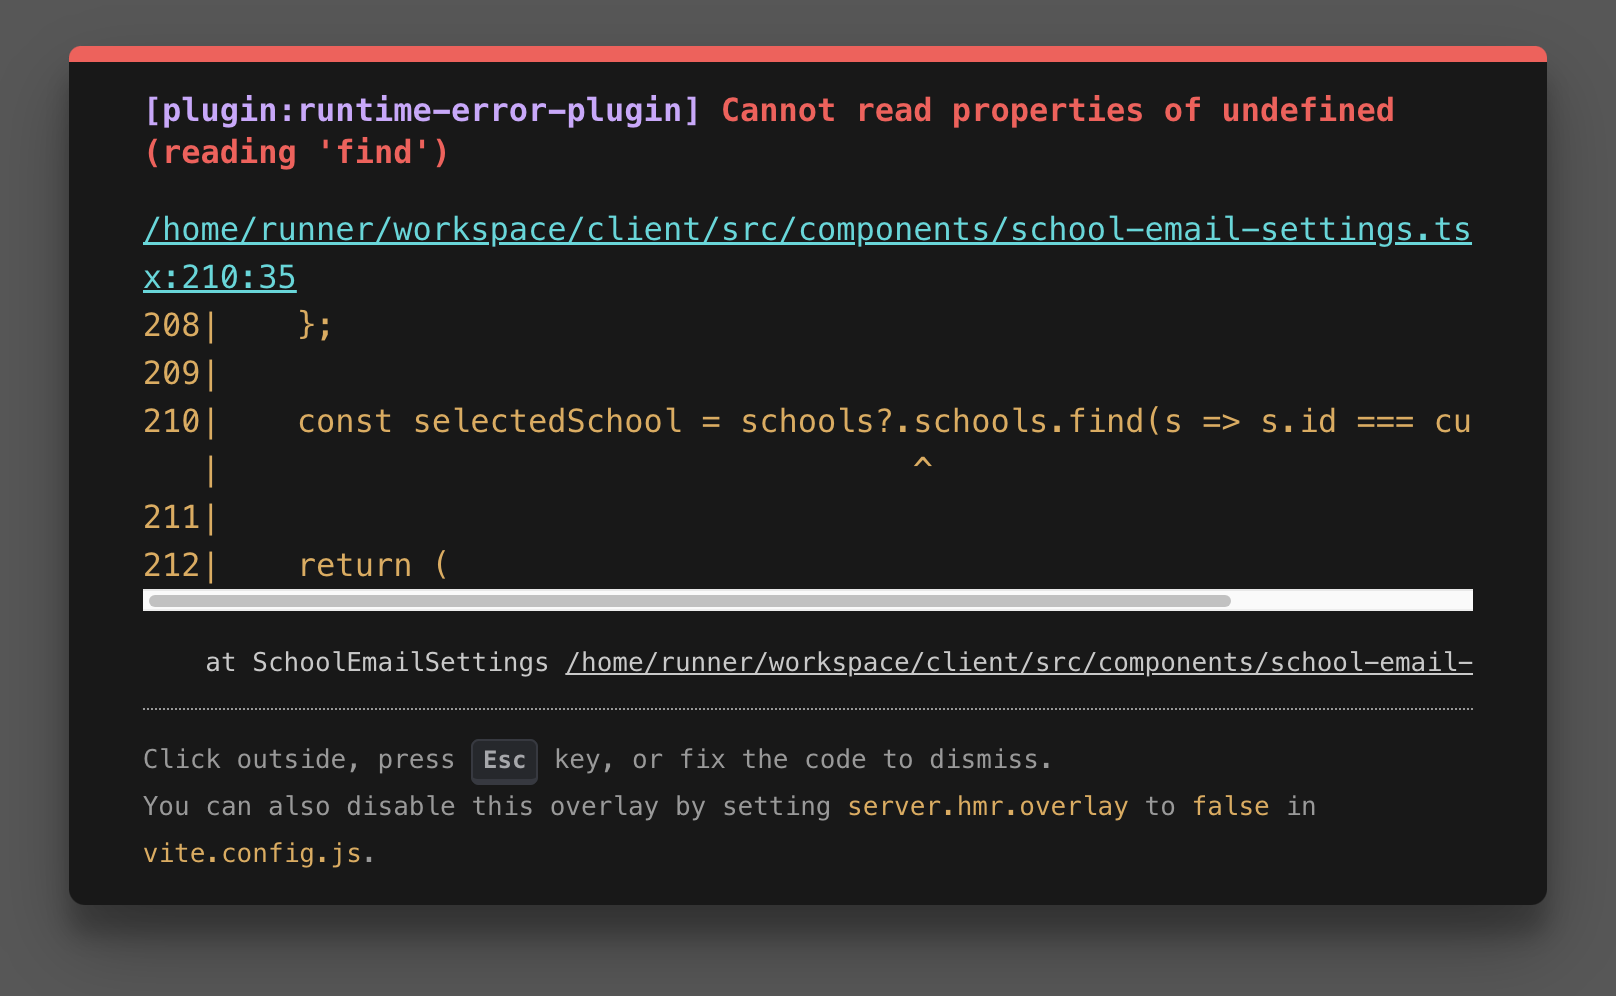 [plugin:runtime-error-plugin] Cannot read properties of undefined
(reading 'find')
/home/runner/workspace/client/src/components/school-email-settings.ts
x:210:35
208|    };
209|
210|    const selectedSchool = schools?.schools.find(s => s.id === cu
   |                                    ^
211|
212|    return (
    at SchoolEmailSettings /home/runner/workspace/client/src/components/school-email-
Click outside, press Esc key, or fix the code to dismiss.
You can also disable this overlay by setting server.hmr.overlay to false in
vite.config.js.